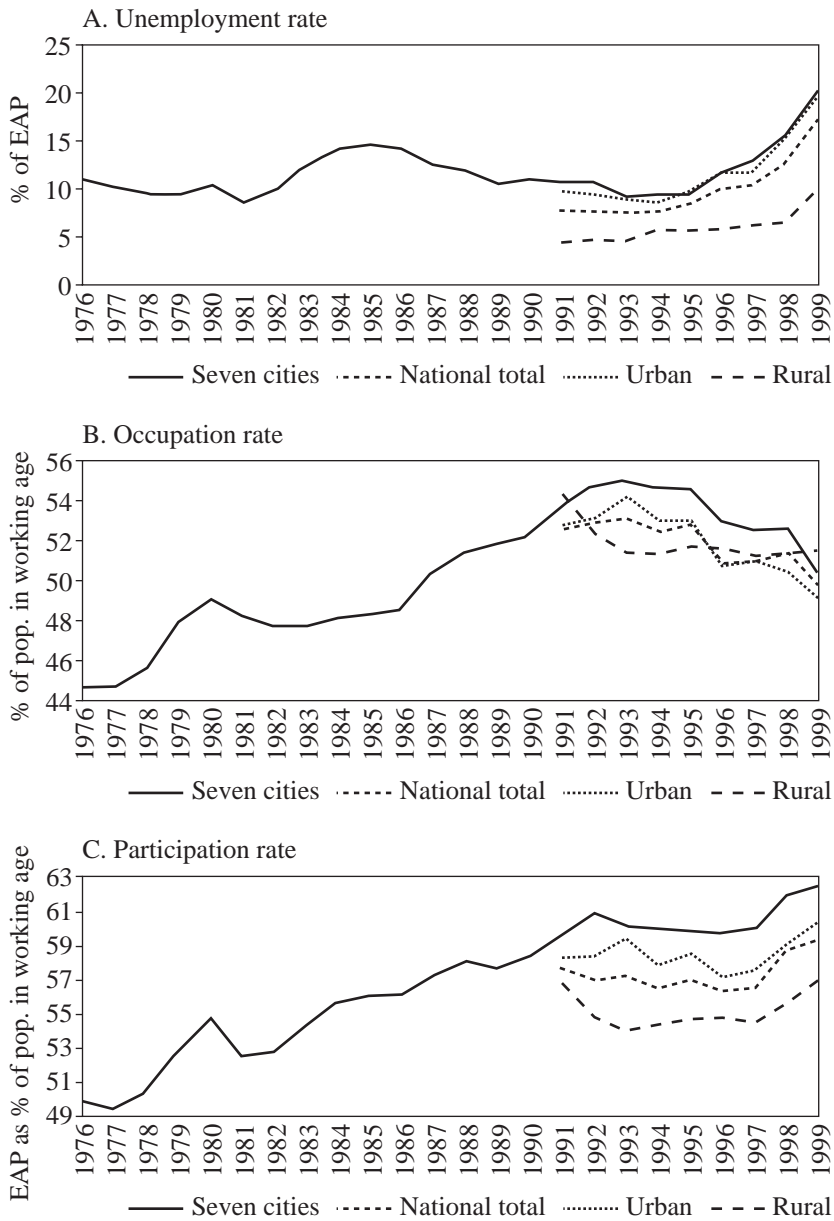 A. Unemployment rate
% of EAP
25
20
15
10
5
0
1976 1977 1978 1979 1980 1981 1982 1983 1984 1985 1986 1987 1988 1989 1990 1991 1992 1993 1994 1995 1996 1997 1998 1999
Seven cities National total Urban Rural
B. Occupation rate
% of pop. in working age
56
54
52
50
48
46
44
1976 1977 1978 1979 1980 1981 1982 1983 1984 1985 1986 1987 1988 1989 1990 1991 1992 1993 1994 1995 1996 1997 1998 1999
Seven cities National total Urban Rural
C. Participation rate
EAP as % of pop. in working age
63
61
59
57
55
53
51
49
1976 1977 1978 1979 1980 1981 1982 1983 1984 1985 1986 1987 1988 1989 1990 1991 1992 1993 1994 1995 1996 1997 1998 1999
Seven cities National total Urban Rural